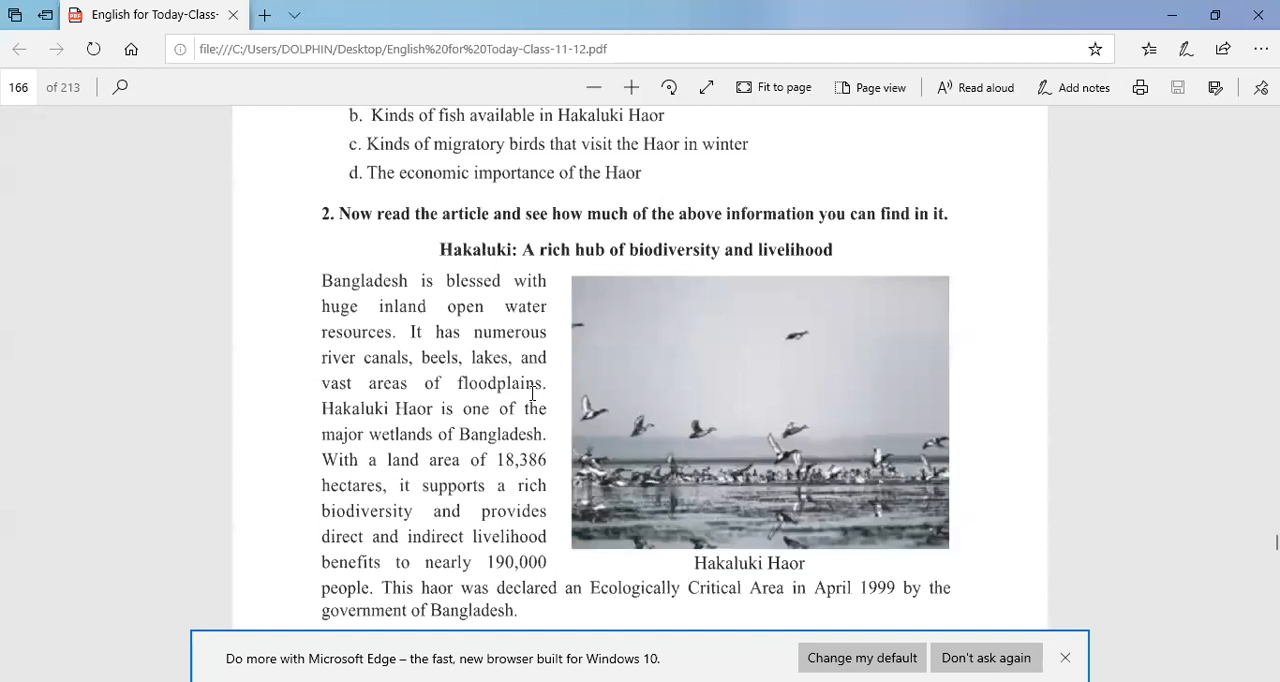 English for Today-Class-
file:///C:/Users/DOLPHIN/Desktop/English%20for%20Today-Class-11-12.pdf
166 of 213
Fit to page
Page view
Read aloud
Add notes
b. Kinds of fish available in Hakaluki Haor
c. Kinds of migratory birds that visit the Haor in winter
d. The economic importance of the Haor
2. Now read the article and see how much of the above information you can find in it.
Hakaluki: A rich hub of biodiversity and livelihood
Bangladesh is blessed with
huge inland open water
resources. It has numerous
river canals, beels, lakes, and
vast areas of floodplains.
Hakaluki Haor is one of the
major wetlands of Bangladesh.
With a land area of 18,386
hectares, it supports a rich
biodiversity and provides
direct and indirect livelihood
benefits to nearly 190,000
Hakaluki Haor
people. This haor was declared an Ecologically Critical Area in April 1999 by the
government of Bangladesh.
Do more with Microsoft Edge – the fast, new browser built for Windows 10.
Change my default
Don't ask again